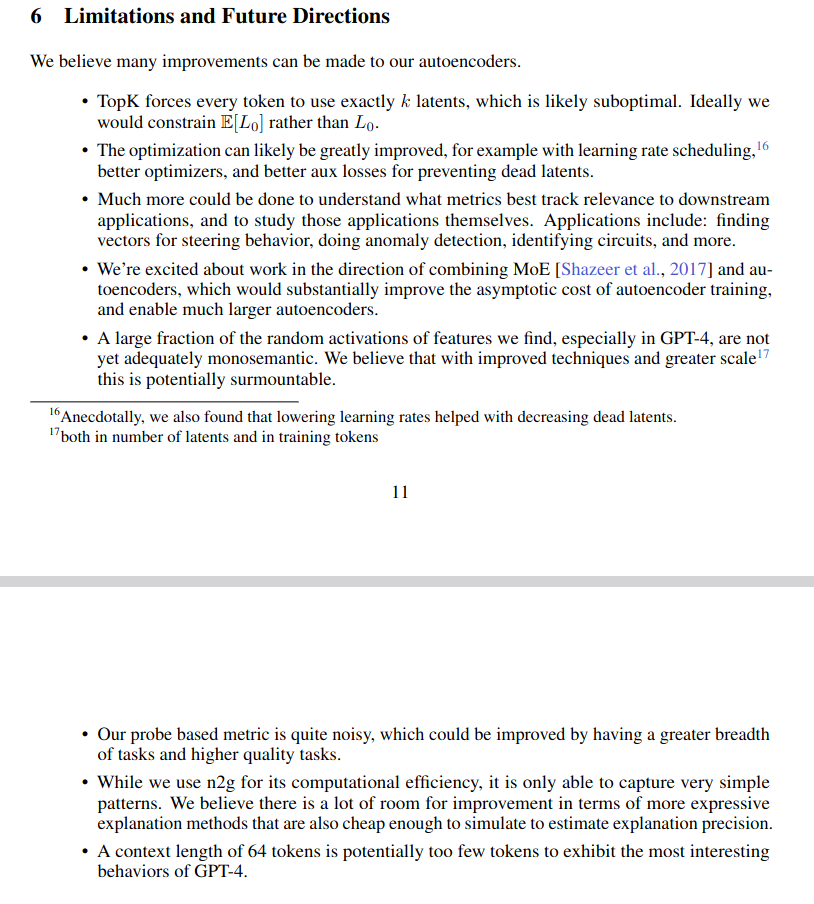 6 Limitations and Future Directions
We believe many improvements can be made to our autoencoders.
• TopK forces every token to use exactly k latents, which is likely suboptimal. Ideally we
would constrain 𝔼[L₀] rather than L₀.
• The optimization can likely be greatly improved, for example with learning rate scheduling,¹⁶
better optimizers, and better aux losses for preventing dead latents.
• Much more could be done to understand what metrics best track relevance to downstream
applications, and to study those applications themselves. Applications include: finding
vectors for steering behavior, doing anomaly detection, identifying circuits, and more.
• We're excited about work in the direction of combining MoE [Shazeer et al., 2017] and au-
toencoders, which would substantially improve the asymptotic cost of autoencoder training,
and enable much larger autoencoders.
• A large fraction of the random activations of features we find, especially in GPT-4, are not
yet adequately monosemantic. We believe that with improved techniques and greater scale¹⁷
this is potentially surmountable.
¹⁶Anecdotally, we also found that lowering learning rates helped with decreasing dead latents.
¹⁷both in number of latents and in training tokens
11
• Our probe based metric is quite noisy, which could be improved by having a greater breadth
of tasks and higher quality tasks.
• While we use n2g for its computational efficiency, it is only able to capture very simple
patterns. We believe there is a lot of room for improvement in terms of more expressive
explanation methods that are also cheap enough to simulate to estimate explanation precision.
• A context length of 64 tokens is potentially too few tokens to exhibit the most interesting
behaviors of GPT-4.